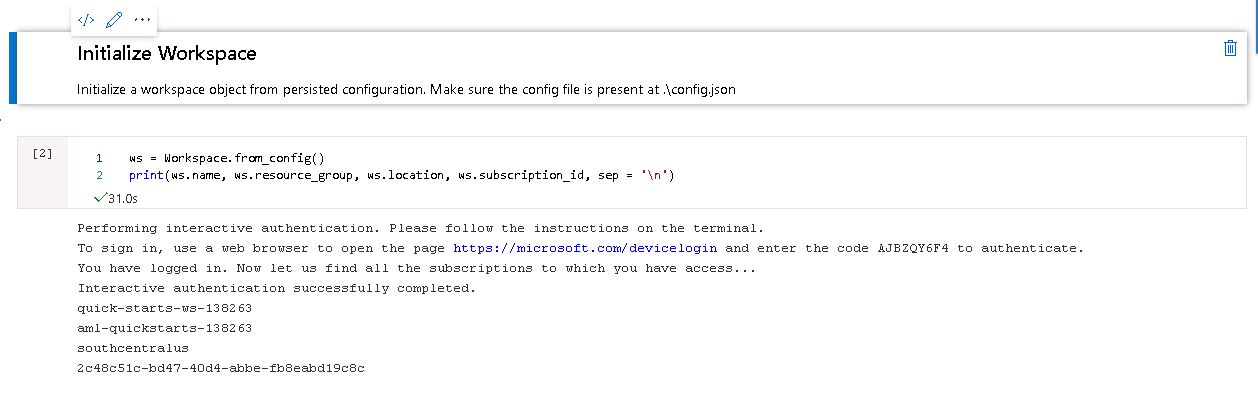 Initialize Workspace
Initialize a workspace object from persisted configuration. Make sure the config file is present at .\config.json
[2]
1 ws = Workspace.from_config()
2 print(ws.name, ws.resource_group, ws.location, ws.subscription_id, sep = '\n')
31.0s
Performing interactive authentication. Please follow the instructions on the terminal.
To sign in, use a web browser to open the page https://microsoft.com/devicelogin and enter the code AJBZQY6F4 to authenticate.
You have logged in. Now let us find all the subscriptions to which you have access...
Interactive authentication successfully completed.
quick-starts-ws-138263
aml-quickstarts-138263
southcentralus
2c48c51c-bd47-40d4-abbe-fb8eabd19c8c